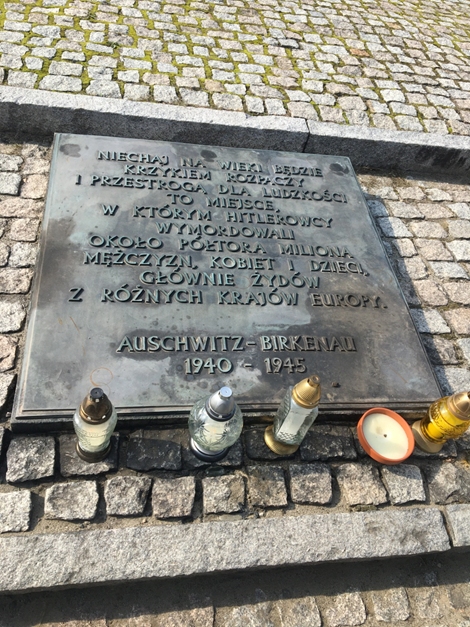 NIECHAJ NA WIEKI BĘDZIE
KRZYKIEM ROZPACZY
I PRZESTROGĄ DLA LUDZKOŚCI
TO MIEJSCE,
W KTÓRYM HITLEROWCY
WYMORDOWALI
OKOŁO PÓŁTORA MILIONA
MĘŻCZYZN, KOBIET I DZIECI,
GŁÓWNIE ŻYDÓW
Z RÓŻNYCH KRAJÓW EUROPY.
AUSCHWITZ-BIRKENAU
1940 - 1945